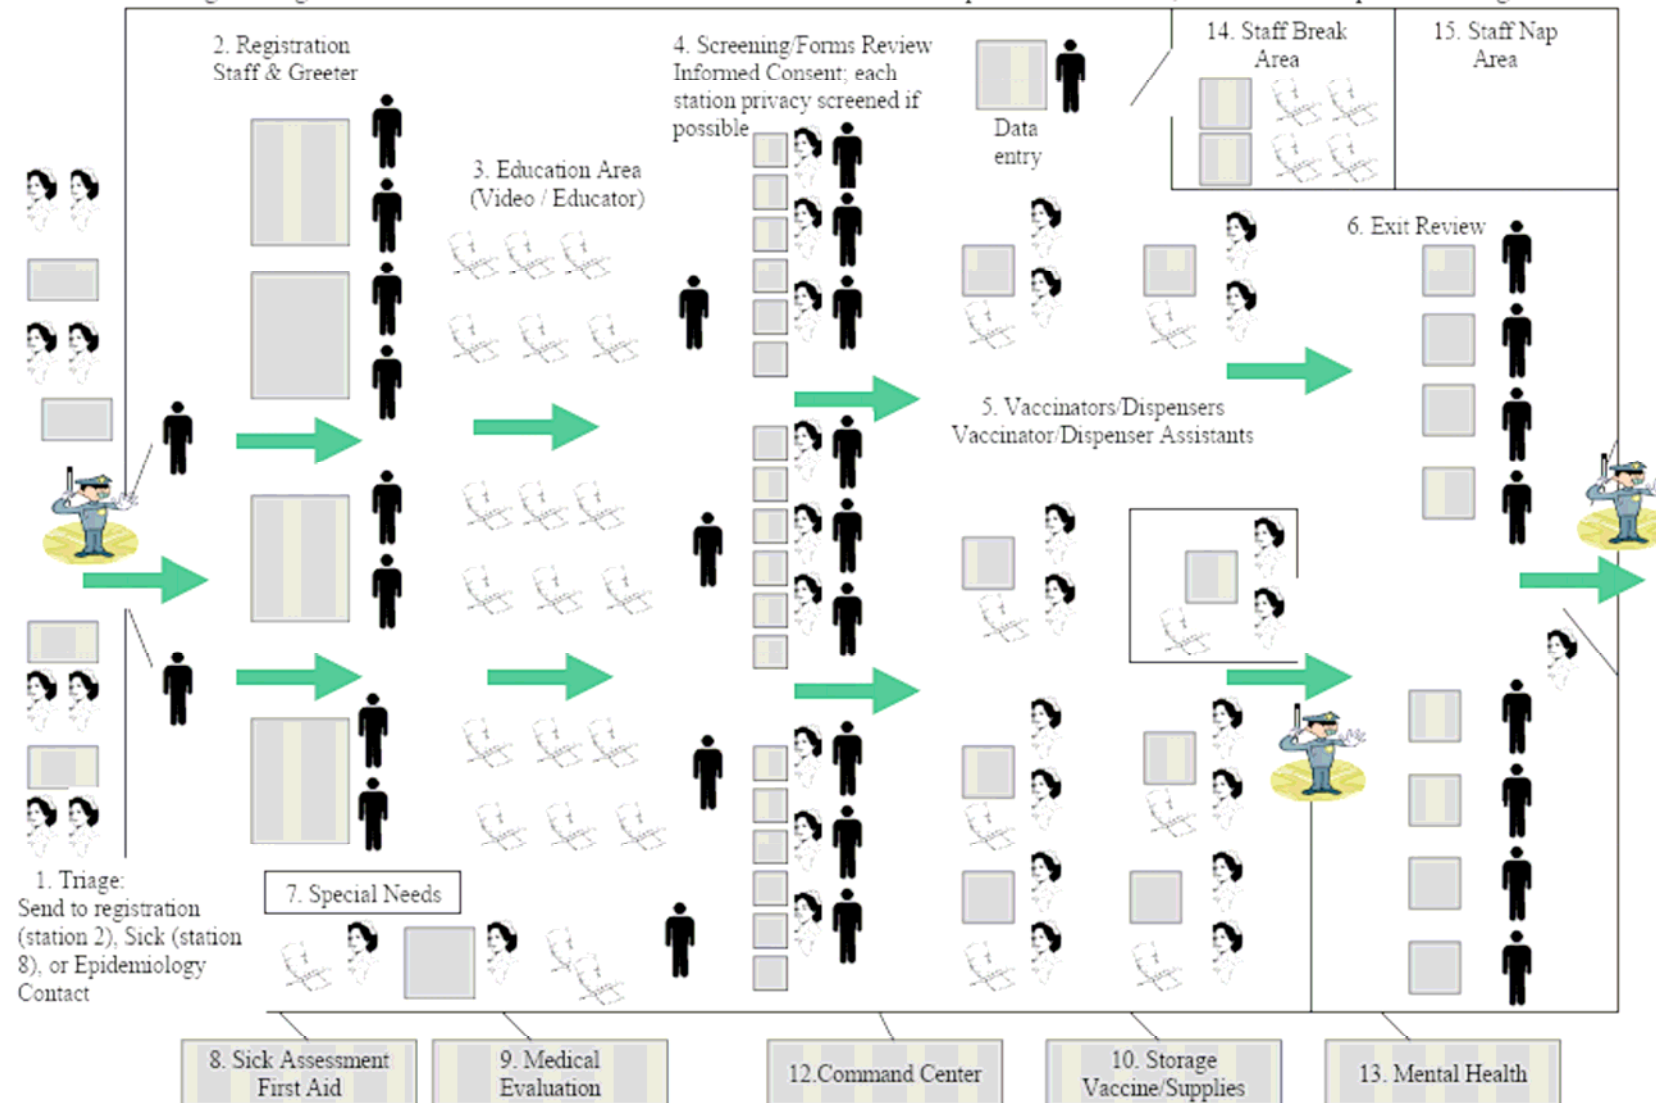 2. Registration
Staff & Greeter
4. Screening/Forms Review
Informed Consent; each
station privacy screened if
possible
Data
entry
14. Staff Break
Area
15. Staff Nap
Area
3. Education Area
(Video / Educator)
6. Exit Review
5. Vaccinators/Dispensers
Vaccinator/Dispenser Assistants
1. Triage:
Send to registration
(station 2), Sick (station
8), or Epidemiology
Contact
7. Special Needs
8. Sick Assessment
First Aid
9. Medical
Evaluation
12.Command Center
10. Storage
Vaccine/Supplies
13. Mental Health